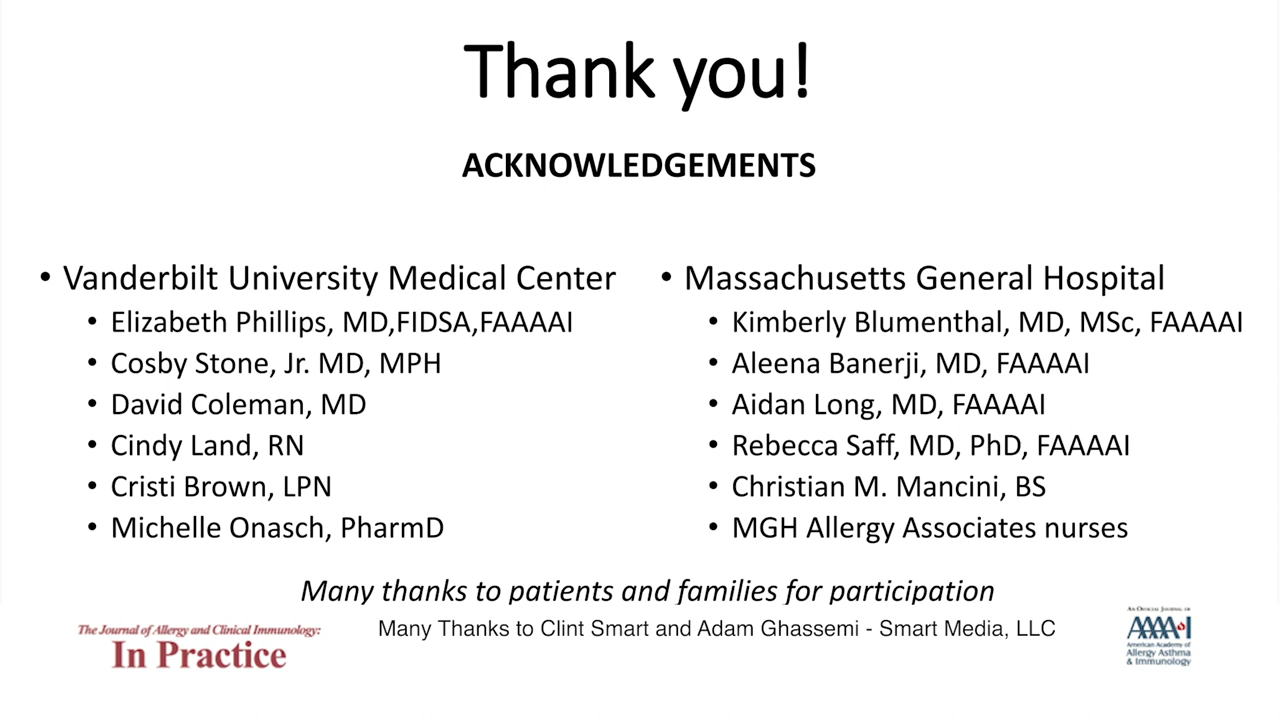 Thank you!
ACKNOWLEDGEMENTS
• Vanderbilt University Medical Center
• Elizabeth Phillips, MD,FIDSA,FAAAAI
• Cosby Stone, Jr. MD, MPH
• David Coleman, MD
• Cindy Land, RN
• Cristi Brown, LPN
• Michelle Onasch, PharmD
• Massachusetts General Hospital
• Kimberly Blumenthal, MD, MSc, FAAAAI
• Aleena Banerji, MD, FAAAAI
• Aidan Long, MD, FAAAAI
• Rebecca Saff, MD, PhD, FAAAAI
• Christian M. Mancini, BS
• MGH Allergy Associates nurses
Many thanks to patients and families for participation
The Journal of Allergy and Clinical Immunology:
In Practice
Many Thanks to Clint Smart and Adam Ghassemi - Smart Media, LLC
AN OFFICIAL JOURNAL OF
AAAAI
American Academy of
Allergy Asthma
& Immunology